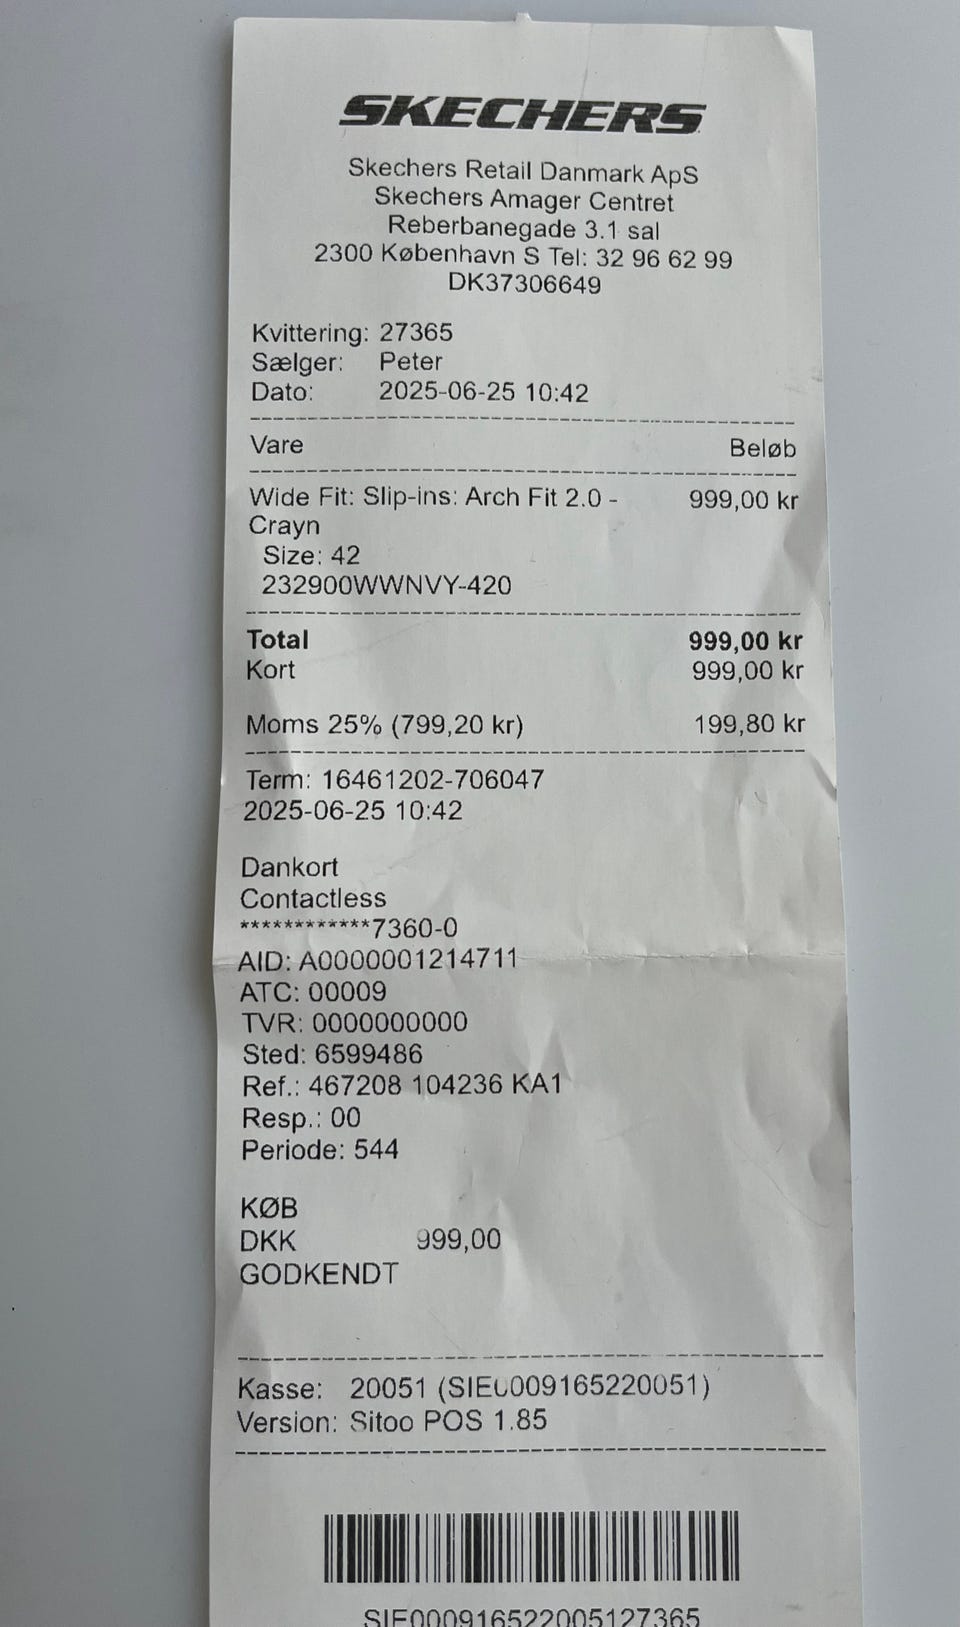 SKECHERS
Skechers Retail Danmark ApS
Skechers Amager Centret
Reberbanegade 3.1 sal
2300 København S Tel: 32 96 62 99
DK37306649
Kvittering: 27365
Sælger: Peter
Dato: 2025-06-25 10:42
Vare Beløb
Wide Fit: Slip-ins: Arch Fit 2.0 - 999,00 kr
Crayn
Size: 42
232900WWNVY-420
Total 999,00 kr
Kort 999,00 kr
Moms 25% (799,20 kr) 199,80 kr
Term: 16461202-706047
2025-06-25 10:42
Dankort
Contactless
************7360-0
AID: A0000001214711
ATC: 00009
TVR: 0000000000
Sted: 6599486
Ref.: 467208 104236 KA1
Resp.: 00
Periode: 544
KØB
DKK 999,00
GODKENDT
Kasse: 20051 (SIE0009165220051)
Version: Sitoo POS 1.85
SIE000916522005127365